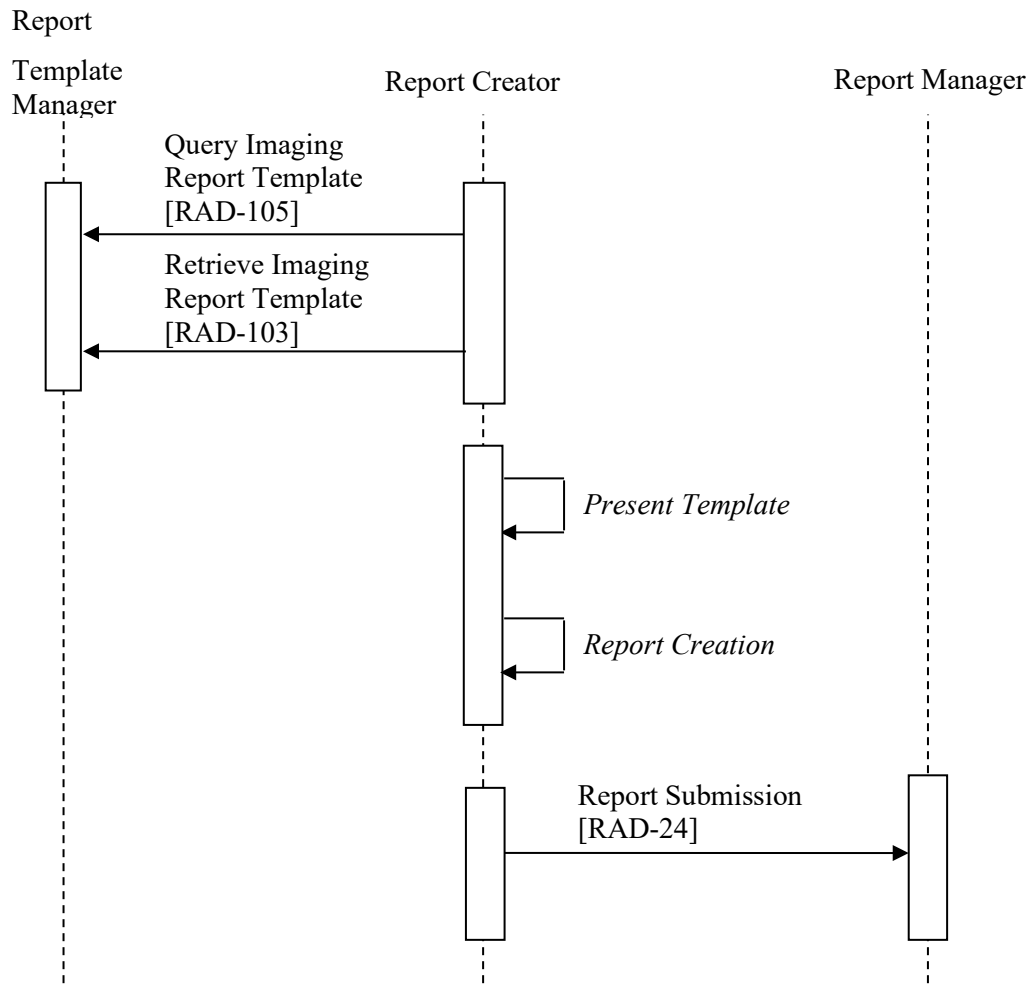 Report
Template
Manager
Report Creator
Report Manager
Query Imaging
Report Template
[RAD-105]
Retrieve Imaging
Report Template
[RAD-103]
Present Template
Report Creation
Report Submission
[RAD-24]